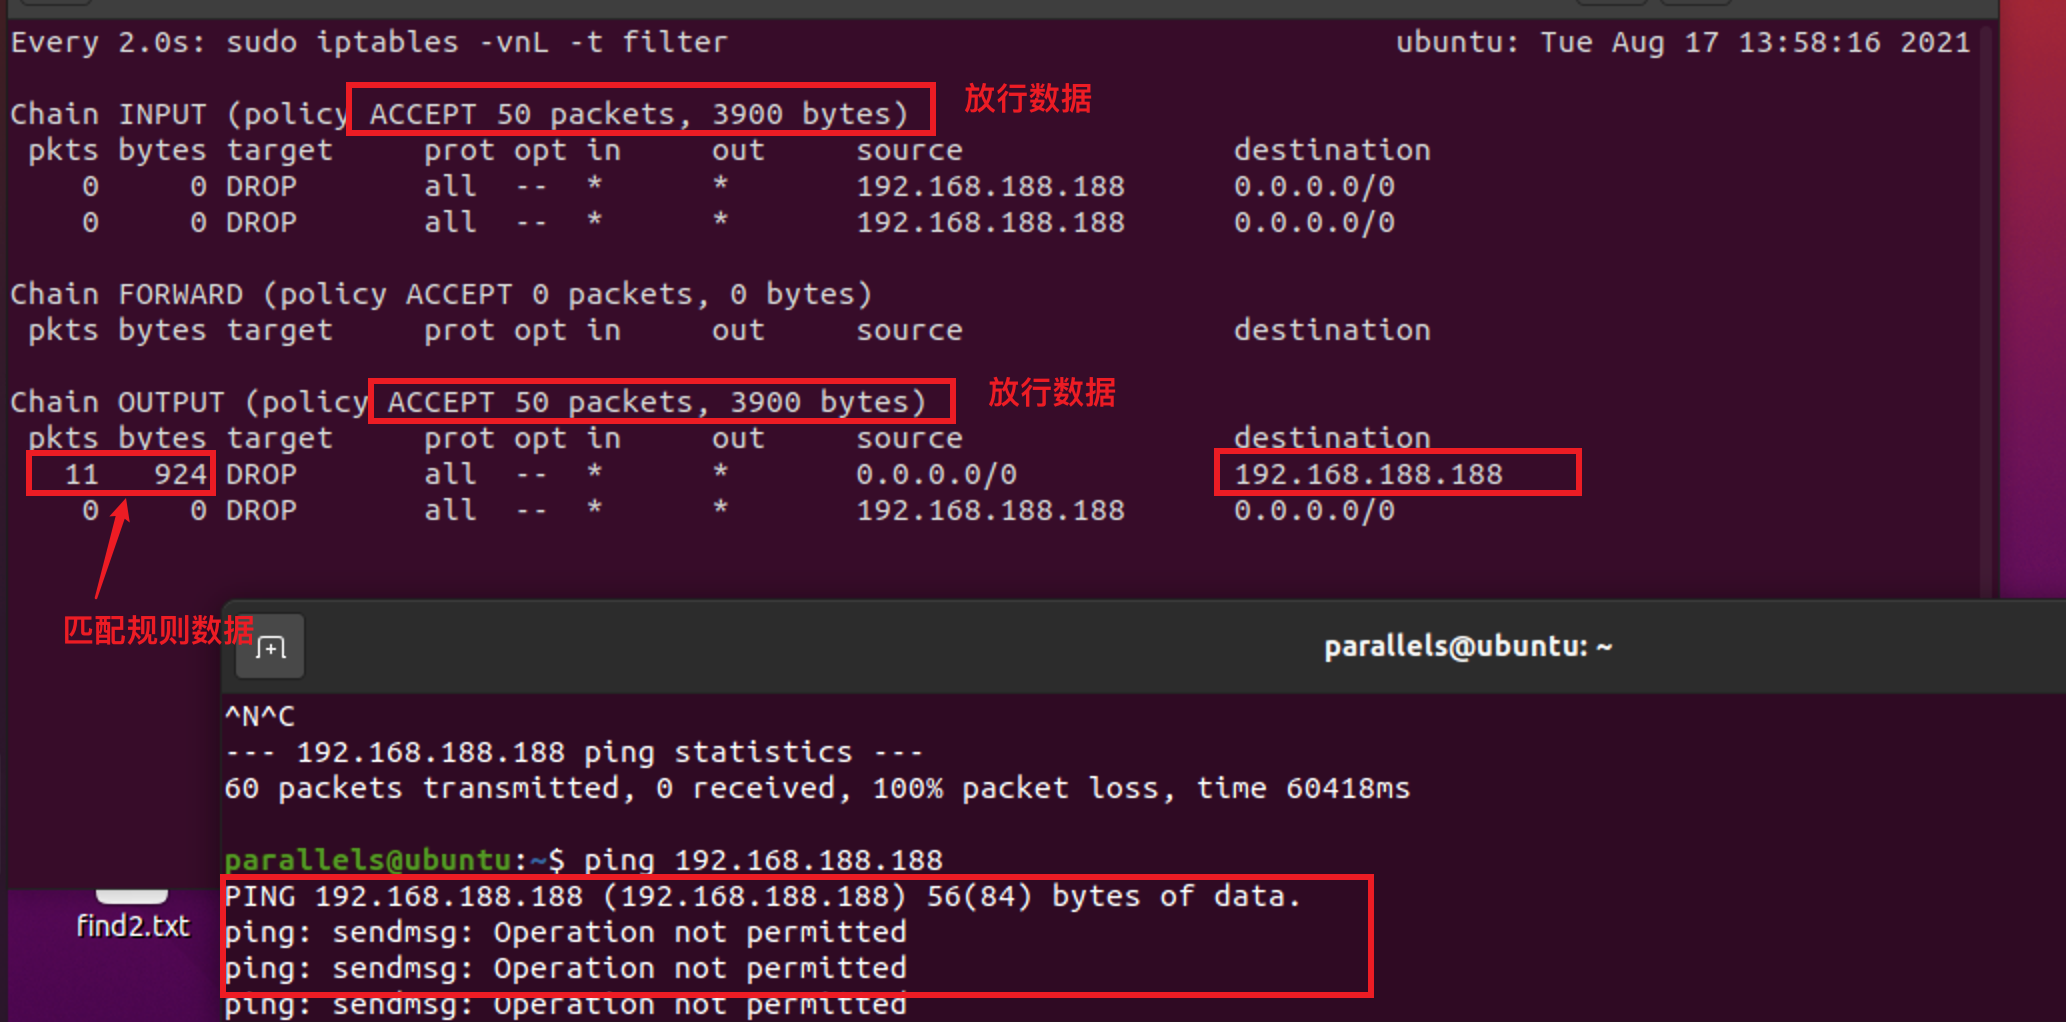 Every 2.0s: sudo iptables -vnL -t filter ubuntu: Tue Aug 17 13:58:16 2021
Chain INPUT (policy ACCEPT 50 packets, 3900 bytes) 放行数据
pkts bytes target prot opt in out source destination
0 0 DROP all -- * * 192.168.188.188 0.0.0.0/0
0 0 DROP all -- * * 192.168.188.188 0.0.0.0/0
Chain FORWARD (policy ACCEPT 0 packets, 0 bytes)
pkts bytes target prot opt in out source destination
Chain OUTPUT (policy ACCEPT 50 packets, 3900 bytes) 放行数据
pkts bytes target prot opt in out source destination
11 924 DROP all -- * * 0.0.0.0/0 192.168.188.188
0 0 DROP all -- * * 192.168.188.188 0.0.0.0/0
匹配规则数据
parallels@ubuntu: ~
^N^C
--- 192.168.188.188 ping statistics ---
60 packets transmitted, 0 received, 100% packet loss, time 60418ms
parallels@ubuntu:~$ ping 192.168.188.188
PING 192.168.188.188 (192.168.188.188) 56(84) bytes of data.
ping: sendmsg: Operation not permitted
ping: sendmsg: Operation not permitted
ping: sendmsg: Operation not permitted
find2.txt